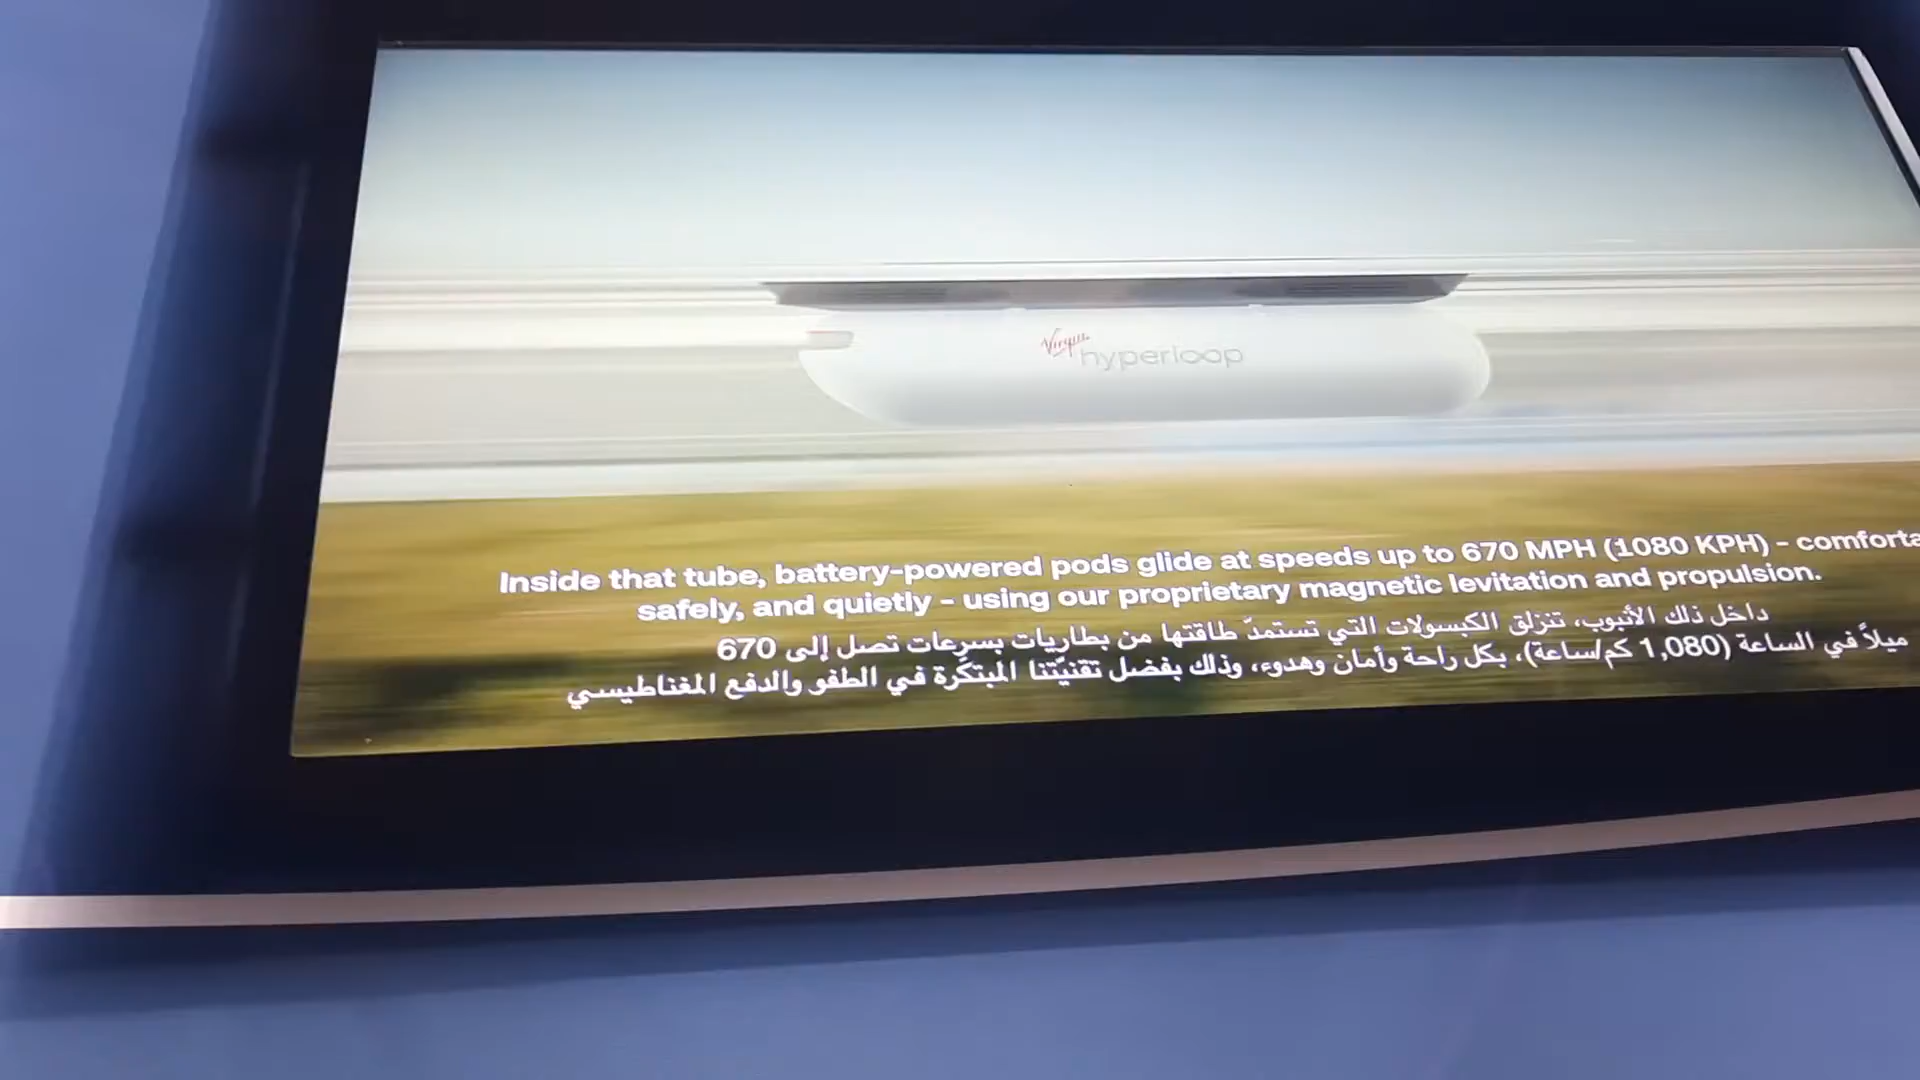 Virgin
hyperloop
Inside that tube, battery-powered pods glide at speeds up to 670 MPH (1080 KPH) - comforta
safely, and quietly - using our proprietary magnetic levitation and propulsion.
داخل ذلك الأنبوب، تنزلق الكبسولات التي تستمدّ طاقتها من بطاريات بسرعات تصل إلى 670
ميلاً في الساعة (1,080 كم/ساعة)، بكل راحة وأمان وهدوء، وذلك بفضل تقنيّتنا المبتكَرة في الطفو والدفع المغناطيسي